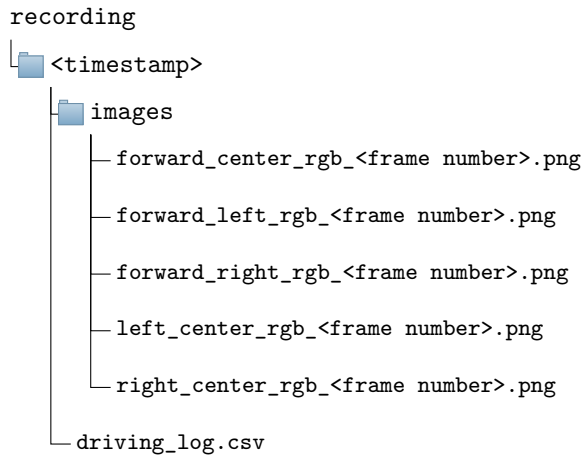 recording
<timestamp>
images
forward_center_rgb_<frame number>.png
forward_left_rgb_<frame number>.png
forward_right_rgb_<frame number>.png
left_center_rgb_<frame number>.png
right_center_rgb_<frame number>.png
driving_log.csv